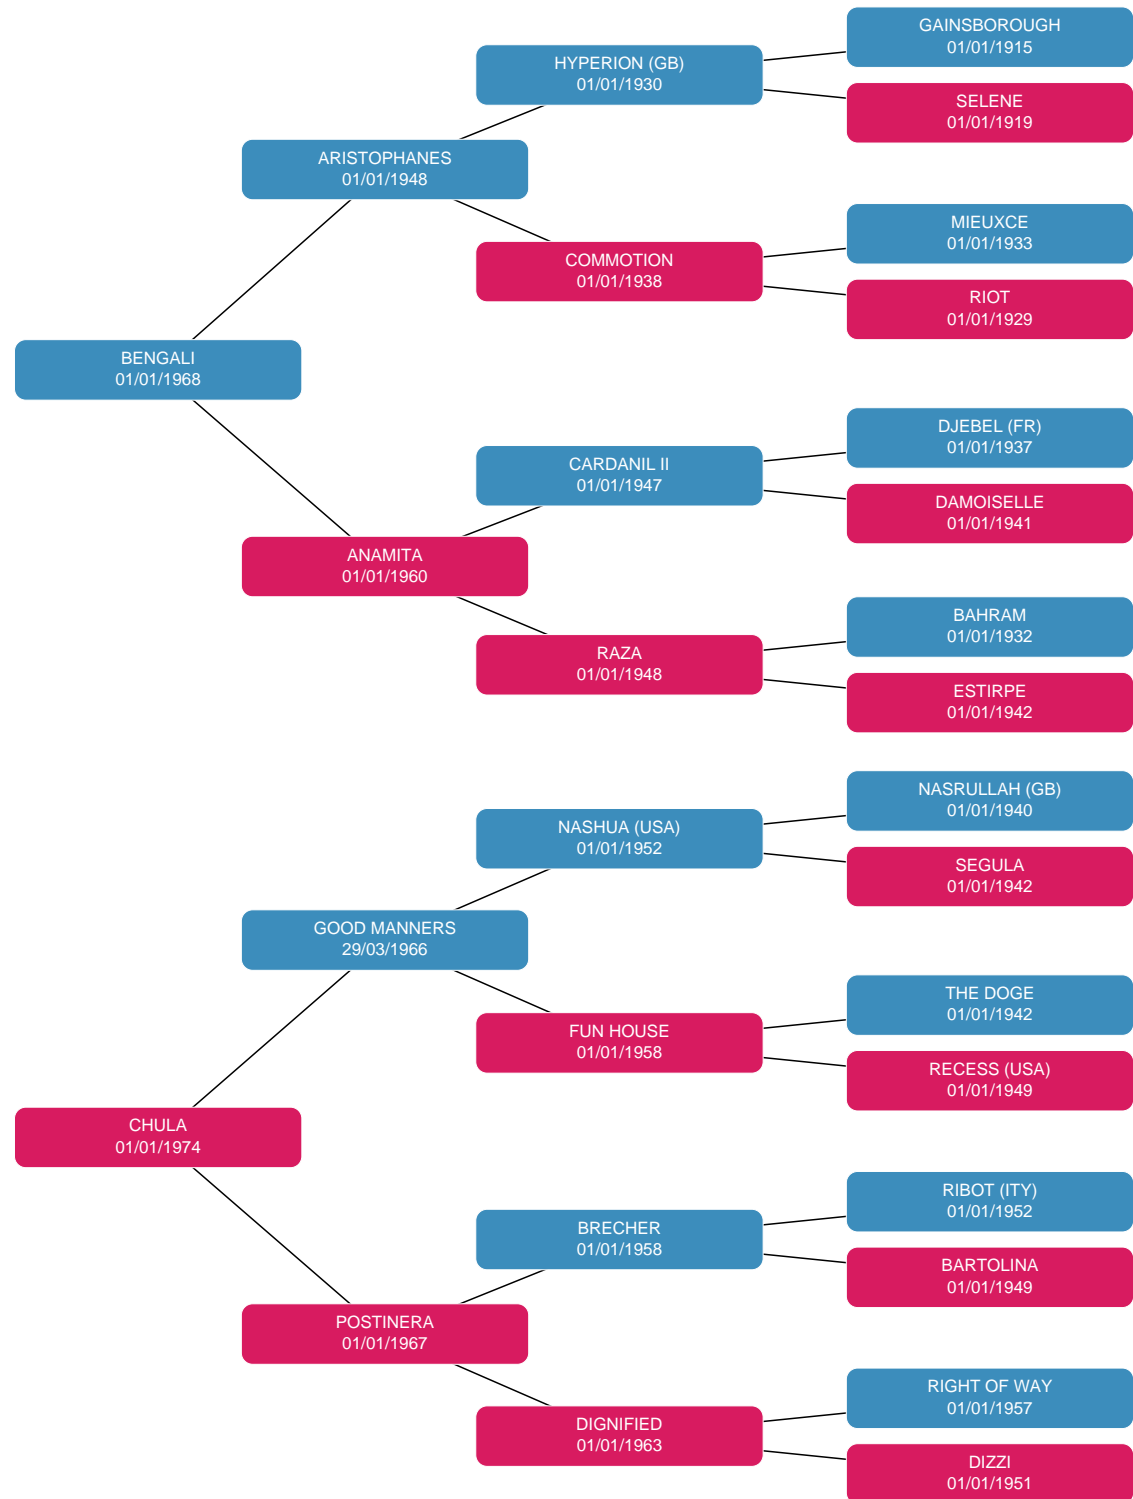 GAINSBOROUGH
01/01/1915
HYPERION (GB)
01/01/1930
SELENE
01/01/1919
ARISTOPHANES
01/01/1948
MIEUXCE
01/01/1933
COMMOTION
01/01/1938
RIOT
01/01/1929
BENGALI
01/01/1968
DJEBEL (FR)
01/01/1937
CARDANIL II
01/01/1947
DAMOISELLE
01/01/1941
ANAMITA
01/01/1960
BAHRAM
01/01/1932
RAZA
01/01/1948
ESTIRPE
01/01/1942
NASRULLAH (GB)
01/01/1940
NASHUA (USA)
01/01/1952
SEGULA
01/01/1942
GOOD MANNERS
29/03/1966
THE DOGE
01/01/1942
FUN HOUSE
01/01/1958
RECESS (USA)
01/01/1949
CHULA
01/01/1974
RIBOT (ITY)
01/01/1952
BRECHER
01/01/1958
BARTOLINA
01/01/1949
POSTINERA
01/01/1967
RIGHT OF WAY
01/01/1957
DIGNIFIED
01/01/1963
DIZZI
01/01/1951